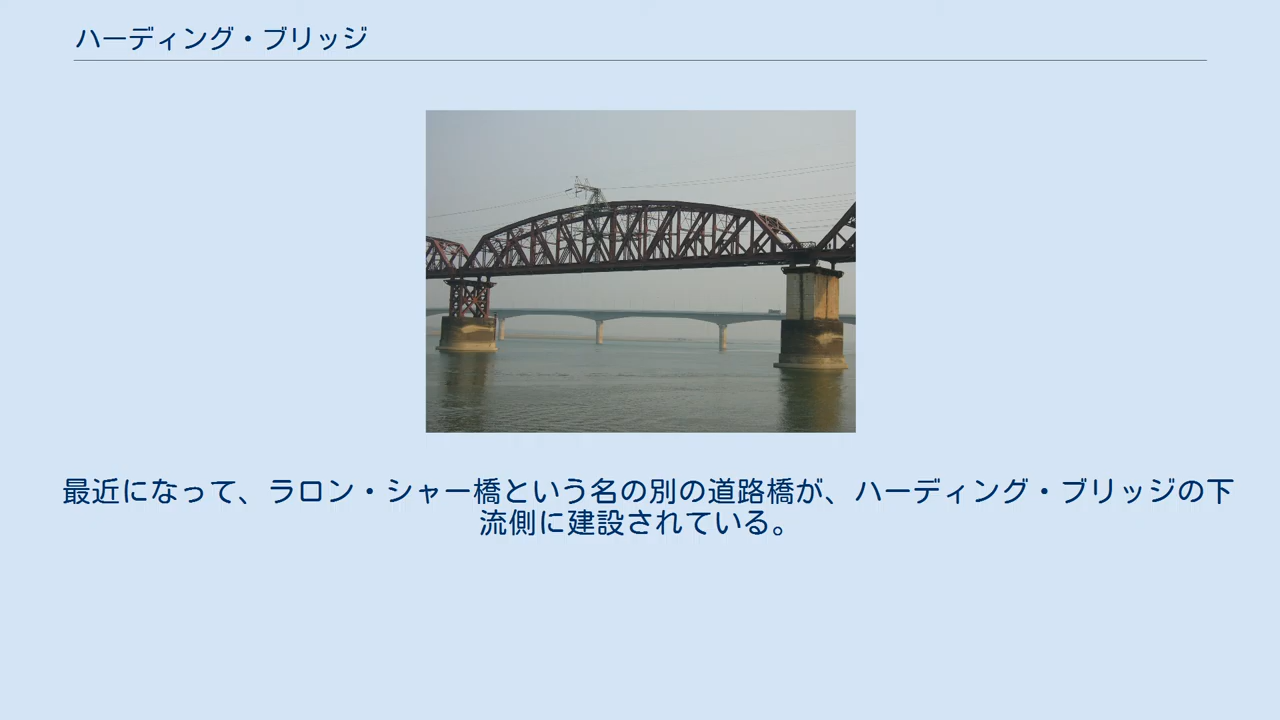 ハーディング・ブリッジ
最近になって、ラロン・シャー橋という名の別の道路橋が、ハーディング・ブリッジの下
流側に建設されている。